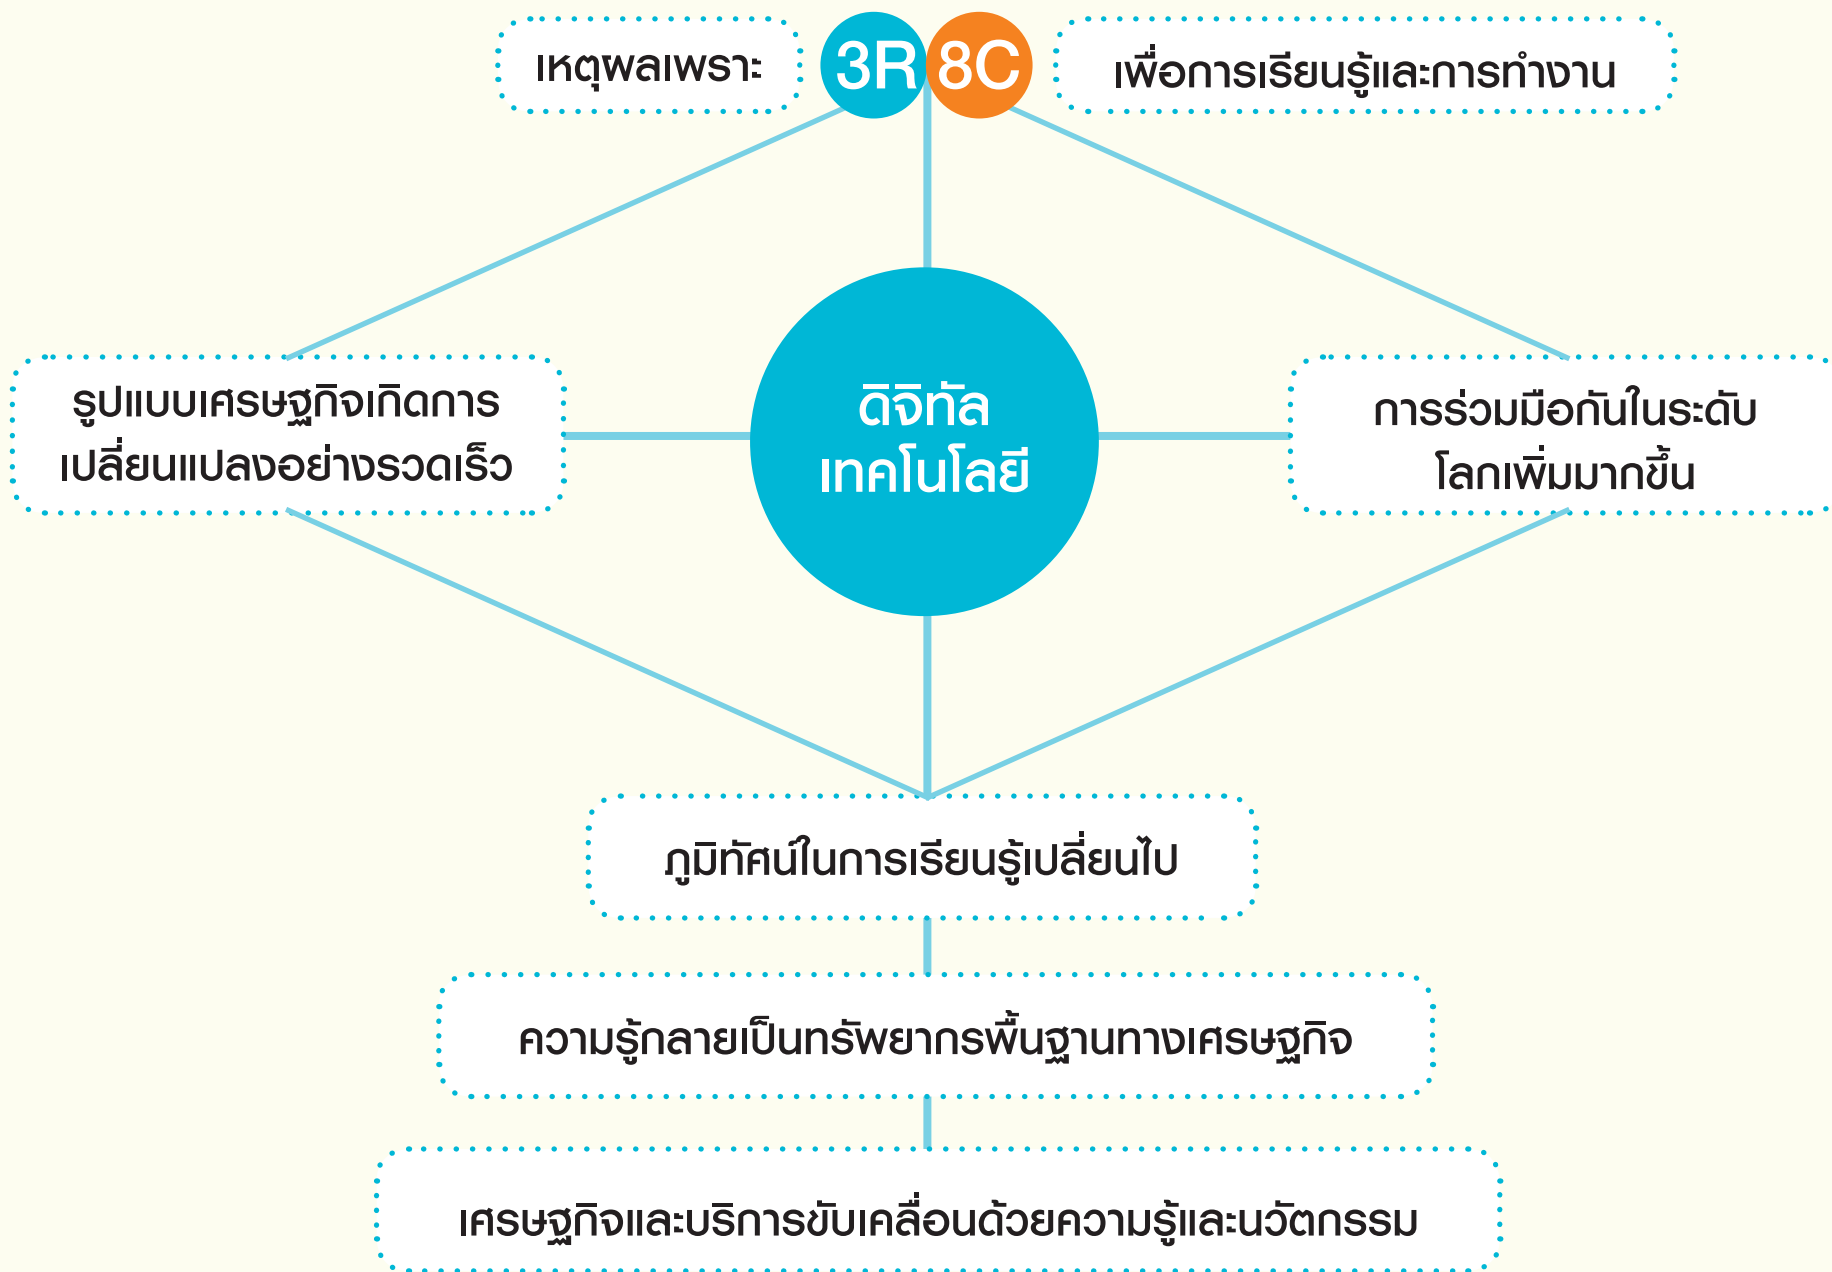 เหตุผลเพราะ 3R 8C เพื่อการเรียนรู้และการทำงาน
รูปแบบเศรษฐกิจเกิดการ
เปลี่ยนแปลงอย่างรวดเร็ว
ดิจิทัล
เทคโนโลยี
การร่วมมือกันในระดับ
โลกเพิ่มมากขึ้น
ภูมิทัศน์ในการเรียนรู้เปลี่ยนไป
ความรู้กลายเป็นทรัพยากรพื้นฐานทางเศรษฐกิจ
เศรษฐกิจและบริการขับเคลื่อนด้วยความรู้และนวัตกรรม